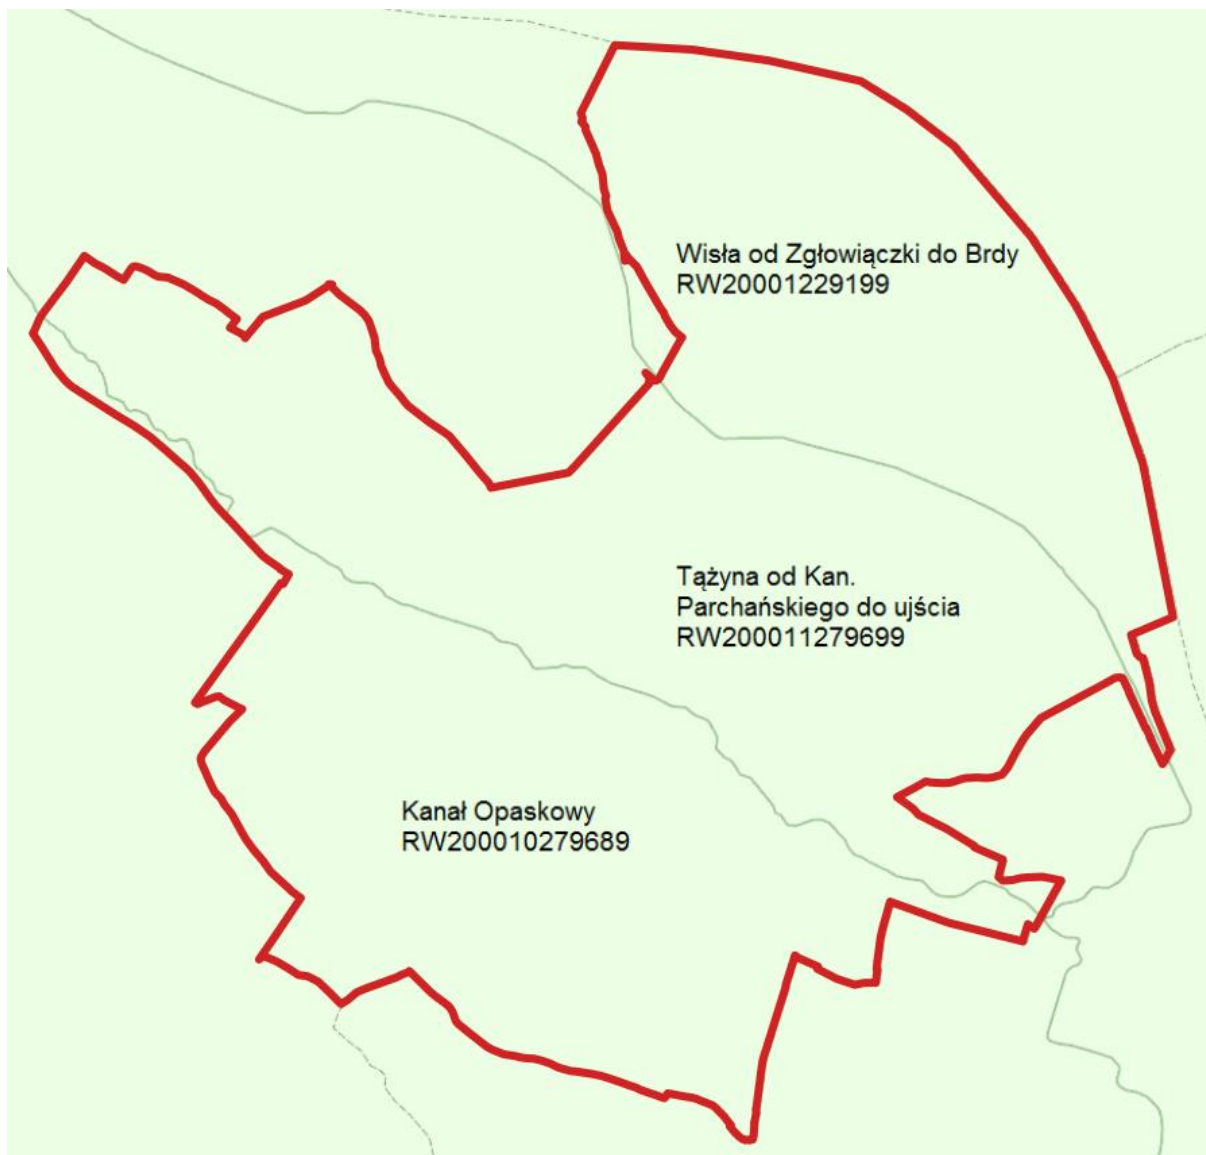 Wisła od Zgłowiączki do Brdy
RW20001229199
Tążyna od Kan.
Parchańskiego do ujścia
RW200011279699
Kanał Opaskowy
RW200010279689